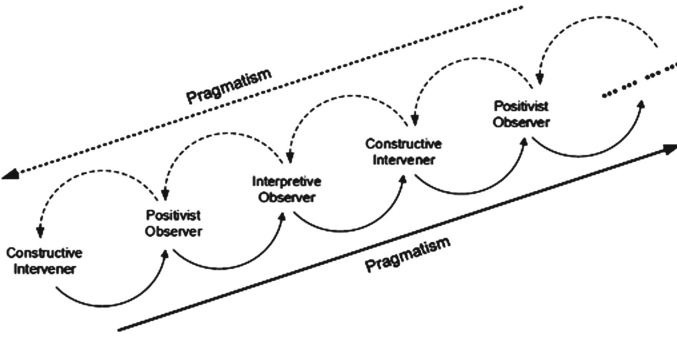 Pragmatism
Positivist
Observer
Constructive
Intervener
Interpretive
Observer
Positivist
Observer
Constructive
Intervener
Pragmatism